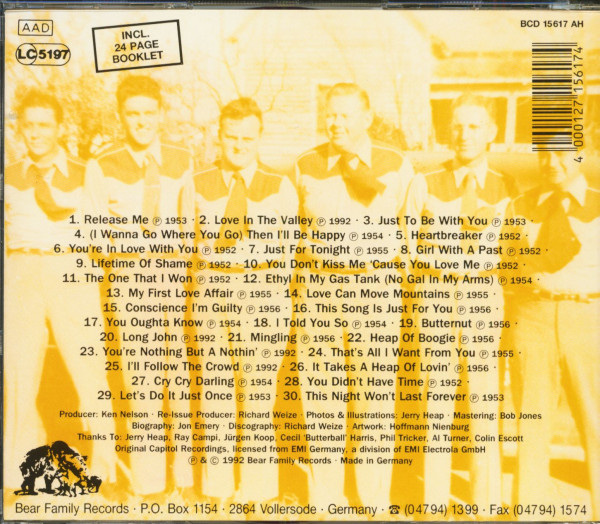 AAD
LC 5197
INCL.
24 PAGE
BOOKLET
BCD 15617 AH
4 000127 156174
1. Release Me ℗ 1953 · 2. Love In The Valley ℗ 1992 · 3. Just To Be With You ℗ 1953 ·
4. (I Wanna Go Where You Go) Then I'll Be Happy ℗ 1954 · 5. Heartbreaker ℗ 1952 ·
6. You're In Love With You ℗ 1952 · 7. Just For Tonight ℗ 1955 · 8. Girl With A Past ℗ 1952 ·
9. Lifetime Of Shame ℗ 1952 · 10. You Don't Kiss Me 'Cause You Love Me ℗ 1952 ·
11. The One That I Won ℗ 1952 · 12. Ethyl In My Gas Tank (No Gal In My Arms) ℗ 1954 ·
13. My First Love Affair ℗ 1955 · 14. Love Can Move Mountains ℗ 1955 ·
15. Conscience I'm Guilty ℗ 1956 · 16. This Song Is Just For You ℗ 1956 ·
17. You Oughta Know ℗ 1954 · 18. I Told You So ℗ 1954 · 19. Butternut ℗ 1956 ·
20. Long John ℗ 1992 · 21. Mingling ℗ 1956 · 22. Heap Of Boogie ℗ 1956 ·
23. You're Nothing But A Nothin' ℗ 1992 · 24. That's All I Want From You ℗ 1955 ·
25. I'll Follow The Crowd ℗ 1992 · 26. It Takes A Heap Of Lovin' ℗ 1956 ·
27. Cry Cry Darling ℗ 1954 · 28. You Didn't Have Time ℗ 1952 ·
29. Let's Do It Just Once ℗ 1953 · 30. This Night Won't Last Forever ℗ 1953
Producer: Ken Nelson · Re-Issue Producer: Richard Weize · Photos & Illustrations: Jerry Heap · Mastering: Bob Jones
Biography: Jon Emery · Discography: Richard Weize · Artwork: Hoffmann Nienburg
Thanks To: Jerry Heap, Ray Campi, Jürgen Koop, Cecil 'Butterball' Harris, Phil Tricker, Al Turner, Colin Escott
Original Capitol Recordings, licensed from EMI Germany, a division of EMI Electrola GmbH
℗ & © 1992 Bear Family Records · Made in Germany
Bear Family Records · P.O. Box 1154 · 2864 Vollersode · Germany · ☎ (04794) 1399 · Fax (04794) 1574